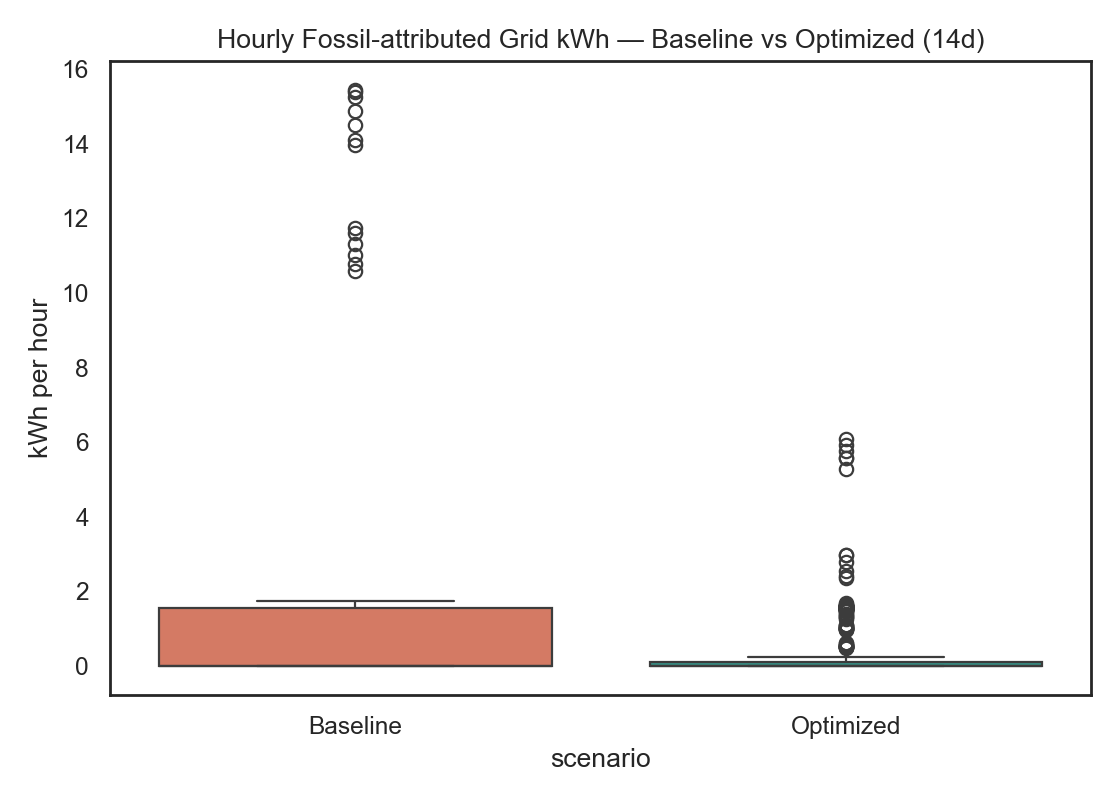 Hourly Fossil-attributed Grid kWh — Baseline vs Optimized (14d)
16
14
12
10
8
6
4
2
0
kWh per hour
Baseline
Optimized
scenario